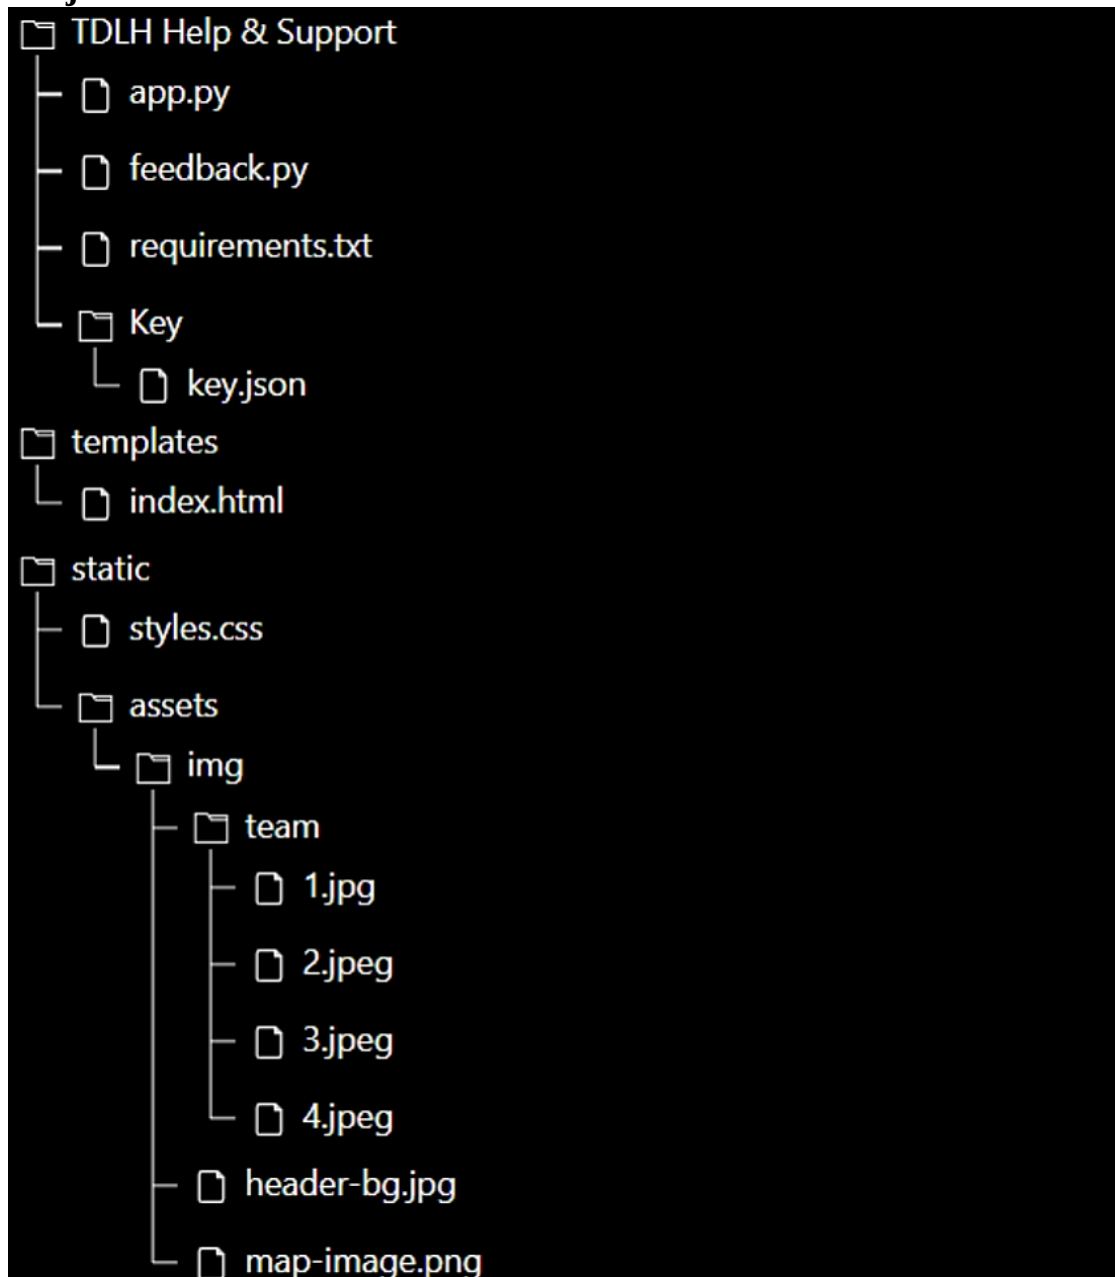 TDLH Help & Support
app.py
feedback.py
requirements.txt
Key
key.json
templates
index.html
static
styles.css
assets
img
team
1.jpg
2.jpeg
3.jpeg
4.jpeg
header-bg.jpg
map-image.png